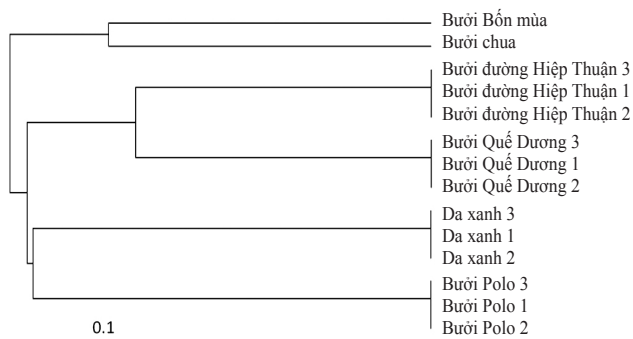 Bưởi Bốn mùa
Bưởi chua
Bưởi đường Hiệp Thuận 3
Bưởi đường Hiệp Thuận 1
Bưởi đường Hiệp Thuận 2
Bưởi Quế Dương 3
Bưởi Quế Dương 1
Bưởi Quế Dương 2
Da xanh 3
Da xanh 1
Da xanh 2
Bưởi Polo 3
Bưởi Polo 1
Bưởi Polo 2
0.1